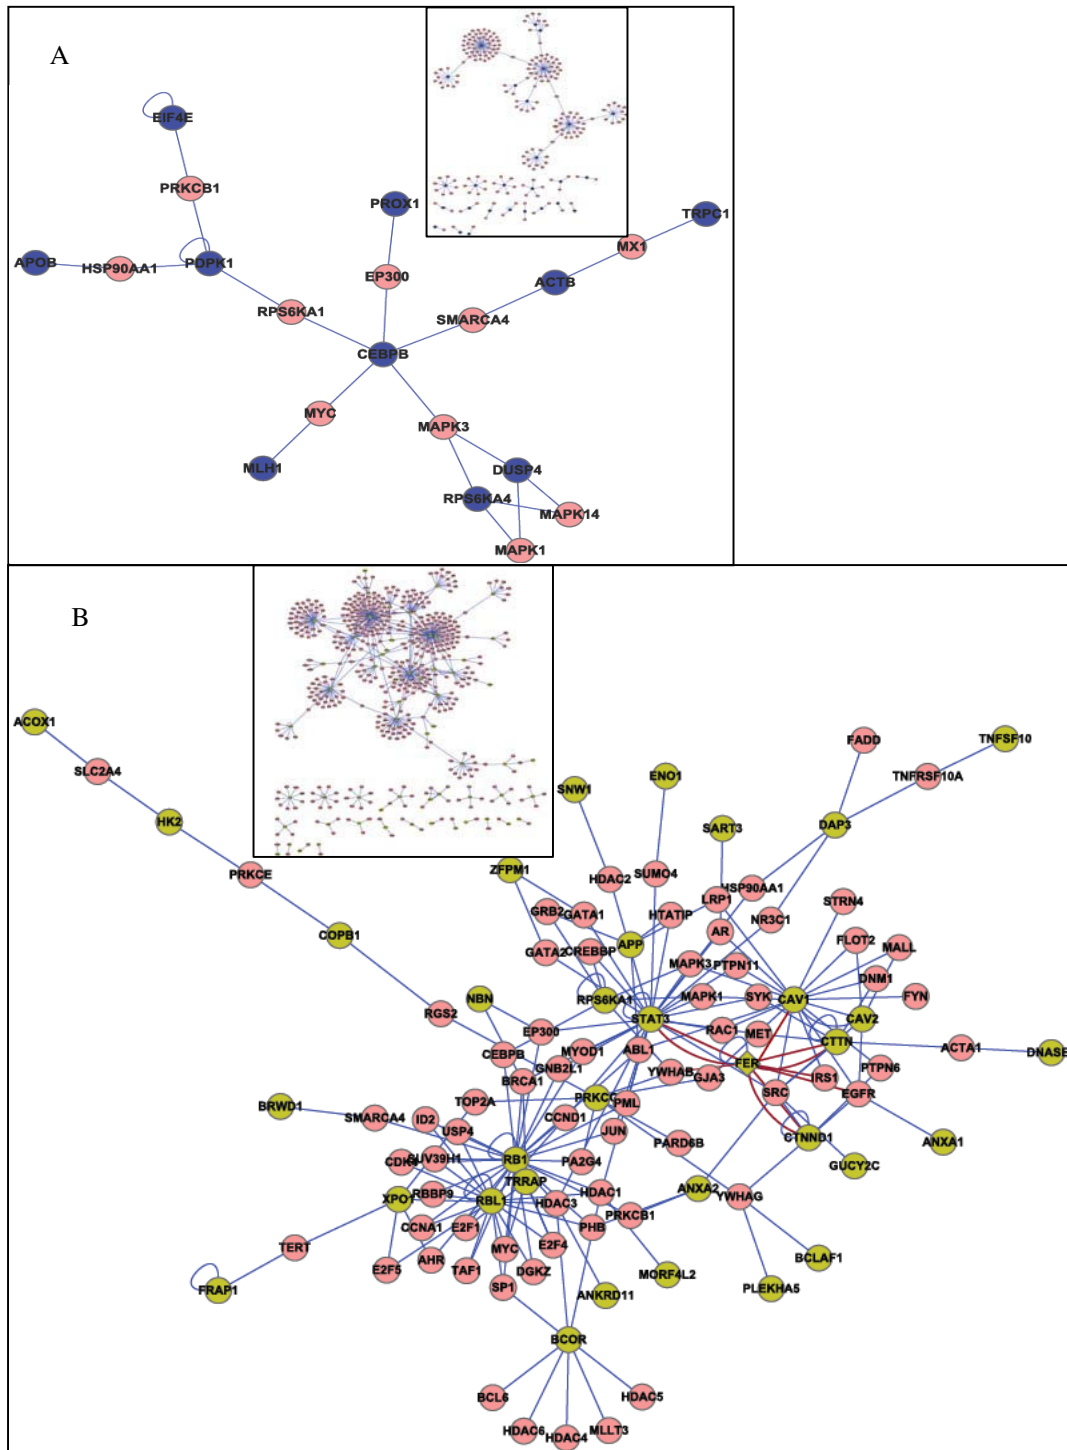 A
EIF4E
PRKCB1
PROX1
TRPC1
MX1
APOB
HSP90AA1
PDPK1
EP300
ACTB
RPS6KA1
SMARCA4
CEBPB
MYC
MAPK3
MLH1
DUSP4
RPS6KA4
MAPK14
MAPK1
B
ACOX1
SLC2A4
HK2
PRKCE
COPB1
RGS2
FADD
TNFSF10
TNFRSF10A
SNW1
ENO1
SART3
DAP3
ZFPM1
HDAC2
SUMO4
HSP90AA1
LRP1
STRN4
GRB2
GATA1
HTATIP
NR3C1
AR
GATA2
CREBBP
APP
FLOT2
MALL
MAPK3
PTPN11
DNM1
NBN
RPS6KA1
MAPK1
SYK
CAV1
FYN
STAT3
CAV2
EP300
RAC1
MET
CTTN
CEBPB
MYOD1
ABL1
ACTA1
DNASE
GNB2L1
FER
BRCA1
YWHAB
GJA3
IRS1
PTPN6
SRC
EGFR
BRWD1
TOP2A
PRKCC
PML
SMARCA4
ID2
CCND1
USP4
JUN
PARD6B
CTNND1
ANXA1
CDK4
SUV39H1
RB1
PA2G4
GUCY2C
TRRAP
XPO1
RBBP9
RBL1
HDAC3
HDAC1
ANXA2
YWHAG
CCNA1
E2F1
PHB
PRKCB1
TERT
E2F5
AHR
TAF1
MYC
E2F4
DGKZ
SP1
BCLAF1
FRAP1
ANKRD11
MORF4L2
PLEKHA5
BCOR
BCL6
HDAC5
HDAC6
HDAC4
MLLT3